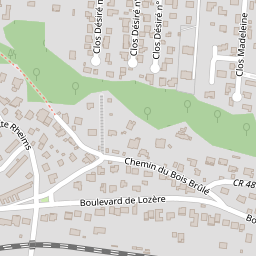 Clos Désiré n°
Clos Désiré n°
Clos Désiré n°
Clos Madeleine
te Rheims
Chemin du Bois Brûlé
CR 48
Boulevard de Lozère
Bo